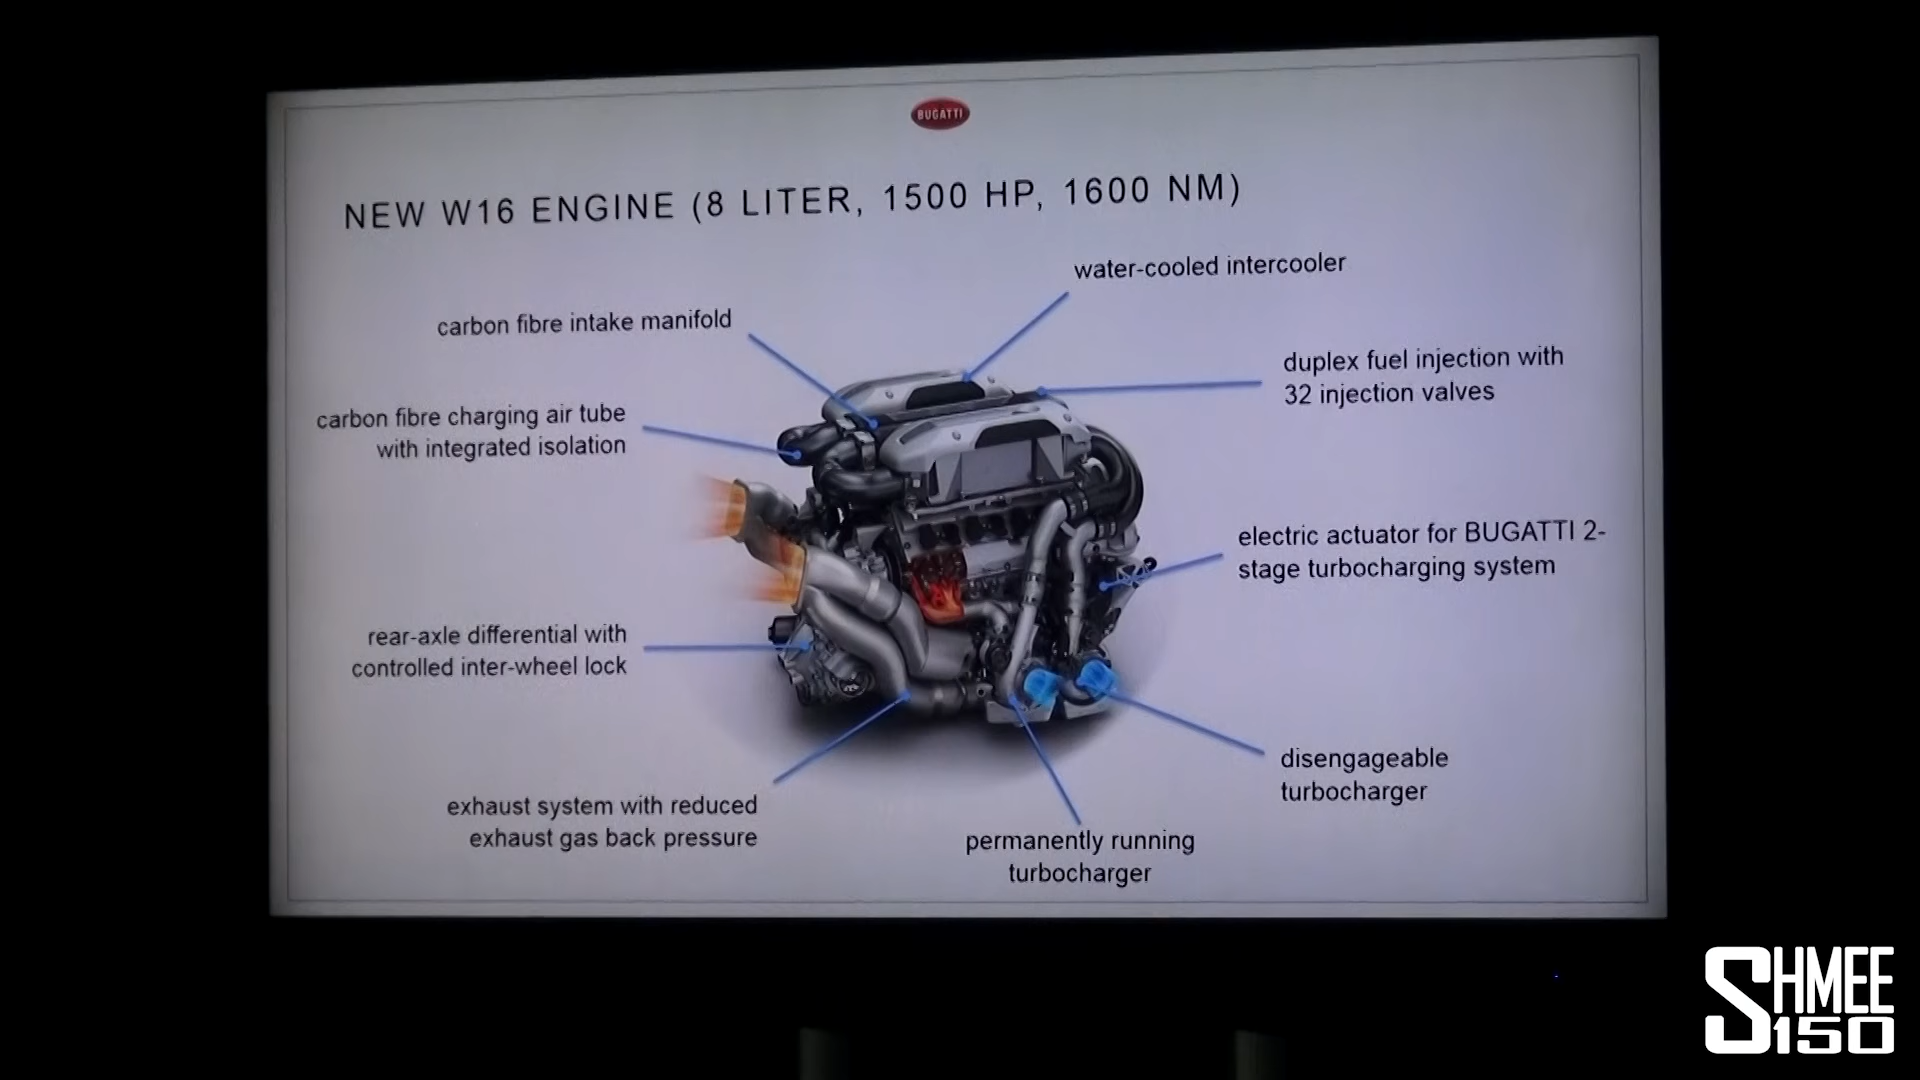 BUGATTI
NEW W16 ENGINE (8 LITER, 1500 HP, 1600 NM)
water-cooled intercooler
carbon fibre intake manifold
duplex fuel injection with
32 injection valves
carbon fibre charging air tube
with integrated isolation
electric actuator for BUGATTI 2-
stage turbocharging system
rear-axle differential with
controlled inter-wheel lock
disengageable
turbocharger
exhaust system with reduced
exhaust gas back pressure
permanently running
turbocharger
SHMEE
150